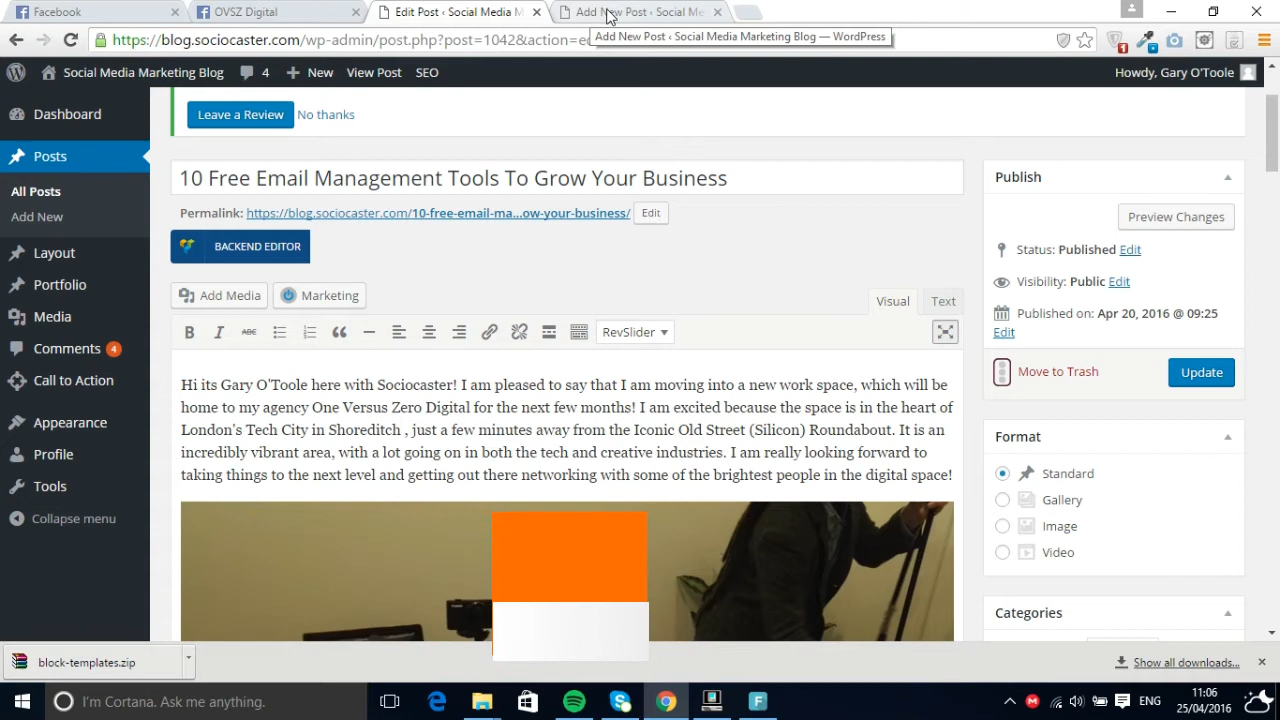 Facebook
OVSZ Digital
Edit Post ‹ Social Media M
Add New Post ‹ Social Me
https://blog.sociocaster.com/wp-admin/post.php?post=1042&action=ed
Add New Post ‹ Social Media Marketing Blog — WordPress
1
Social Media Marketing Blog
4
New
View Post
SEO
Howdy, Gary O'Toole
Dashboard
Posts
All Posts
Add New
Layout
Portfolio
Media
Comments 4
Call to Action
Appearance
Profile
Tools
Collapse menu
Leave a Review
No thanks
10 Free Email Management Tools To Grow Your Business
Permalink: https://blog.sociocaster.com/10-free-email-ma...ow-your-business/ Edit
BACKEND EDITOR
Add Media
Marketing
Visual
Text
B I ABC
RevSlider
Hi its Gary O'Toole here with Sociocaster! I am pleased to say that I am moving into a new work space, which will be
home to my agency One Versus Zero Digital for the next few months! I am excited because the space is in the heart of
London's Tech City in Shoreditch , just a few minutes away from the Iconic Old Street (Silicon) Roundabout. It is an
incredibly vibrant area, with a lot going on in both the tech and creative industries. I am really looking forward to
taking things to the next level and getting out there networking with some of the brightest people in the digital space!
Publish
Preview Changes
Status: Published Edit
Visibility: Public Edit
Published on: Apr 20, 2016 @ 09:25
Edit
Move to Trash
Update
Format
Standard
Gallery
Image
Video
Categories
block-templates.zip
Show all downloads...
I'm Cortana. Ask me anything.
ENG
11:06
25/04/2016